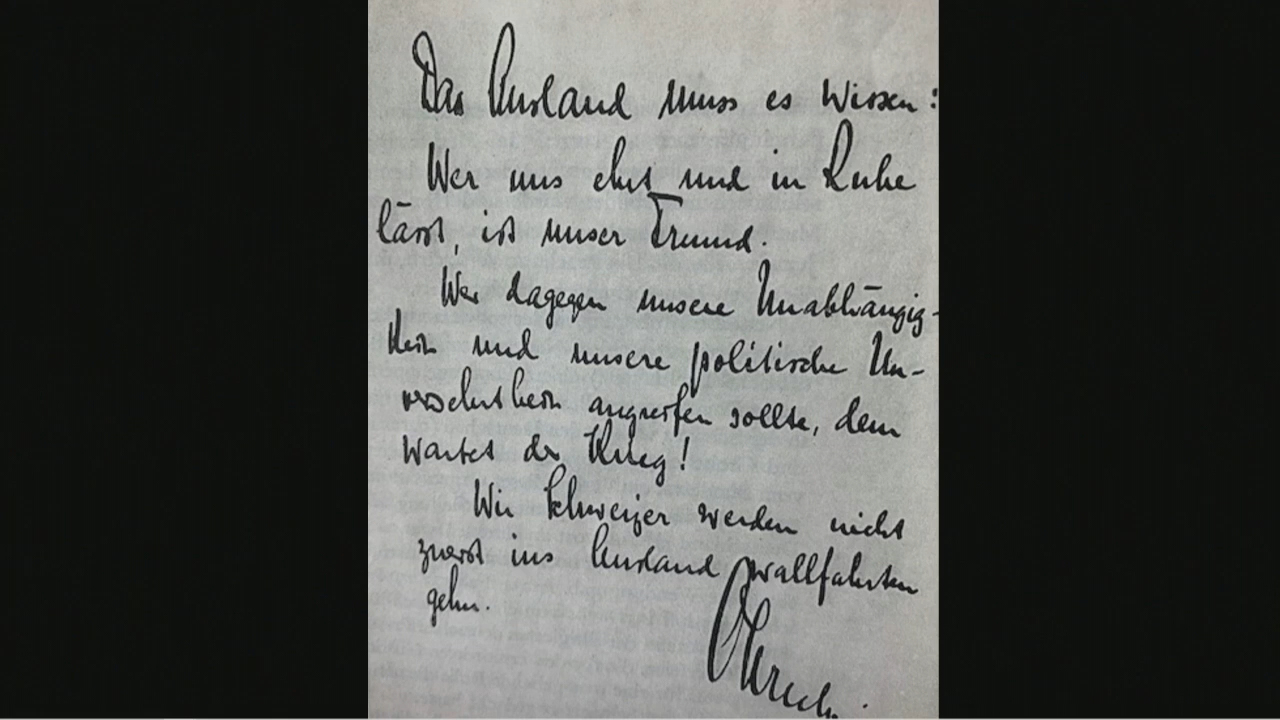 Das Ausland muss es wissen:
Wer uns ehrt und in Ruhe
lässt, ist unser Freund.
Wer dagegen unsere Unabhängig-
keit und unsere politische Un-
versehrtheit angreifen sollte, dem
wartet der Krieg!
Wir Schweizer werden nicht
zuerst ins Ausland wallfahrten
gehn.
Obrecht